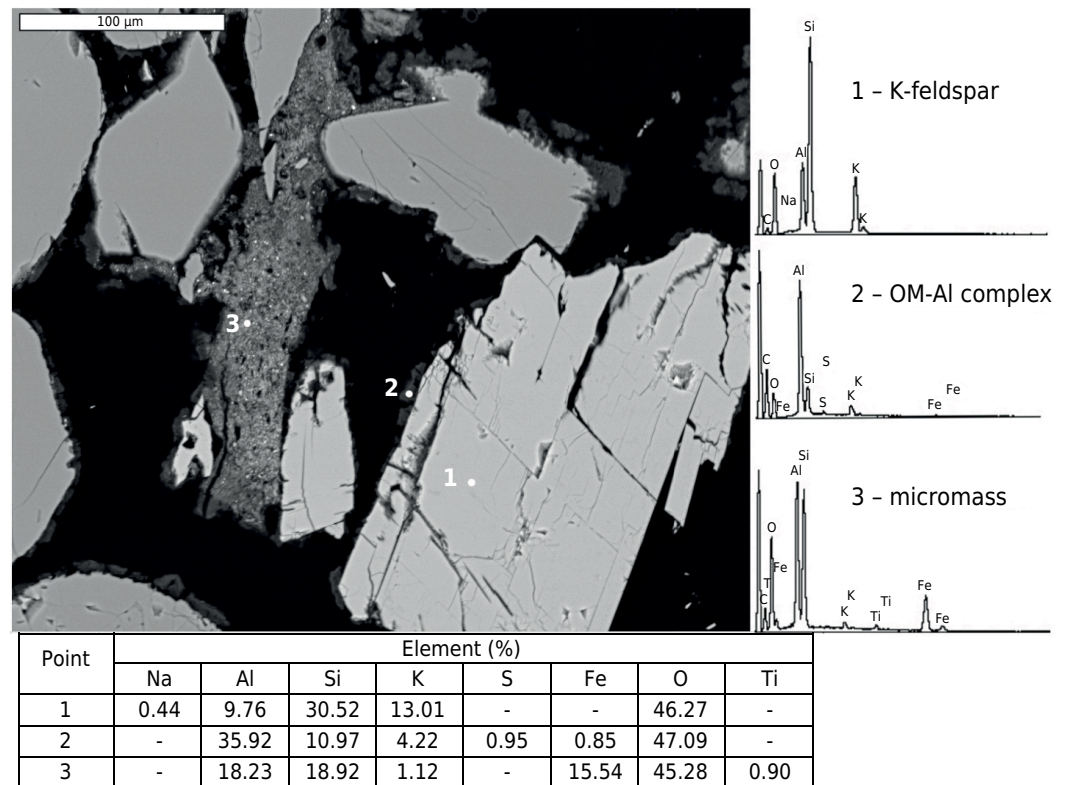 100 µm
3
2
1
Si
1 – K-feldspar
Al
O
K
Na
C
K
Al
2 – OM-Al complex
C
S
O
Si
K
K
Fe
Fe
S
Fe
Si
Al
3 – micromass
O
Fe
T
Fe
C
K
Ti
K
Ti
Fe
Point Element (%)
Na Al Si K S Fe O Ti
1 0.44 9.76 30.52 13.01 - - 46.27 -
2 - 35.92 10.97 4.22 0.95 0.85 47.09 -
3 - 18.23 18.92 1.12 - 15.54 45.28 0.90